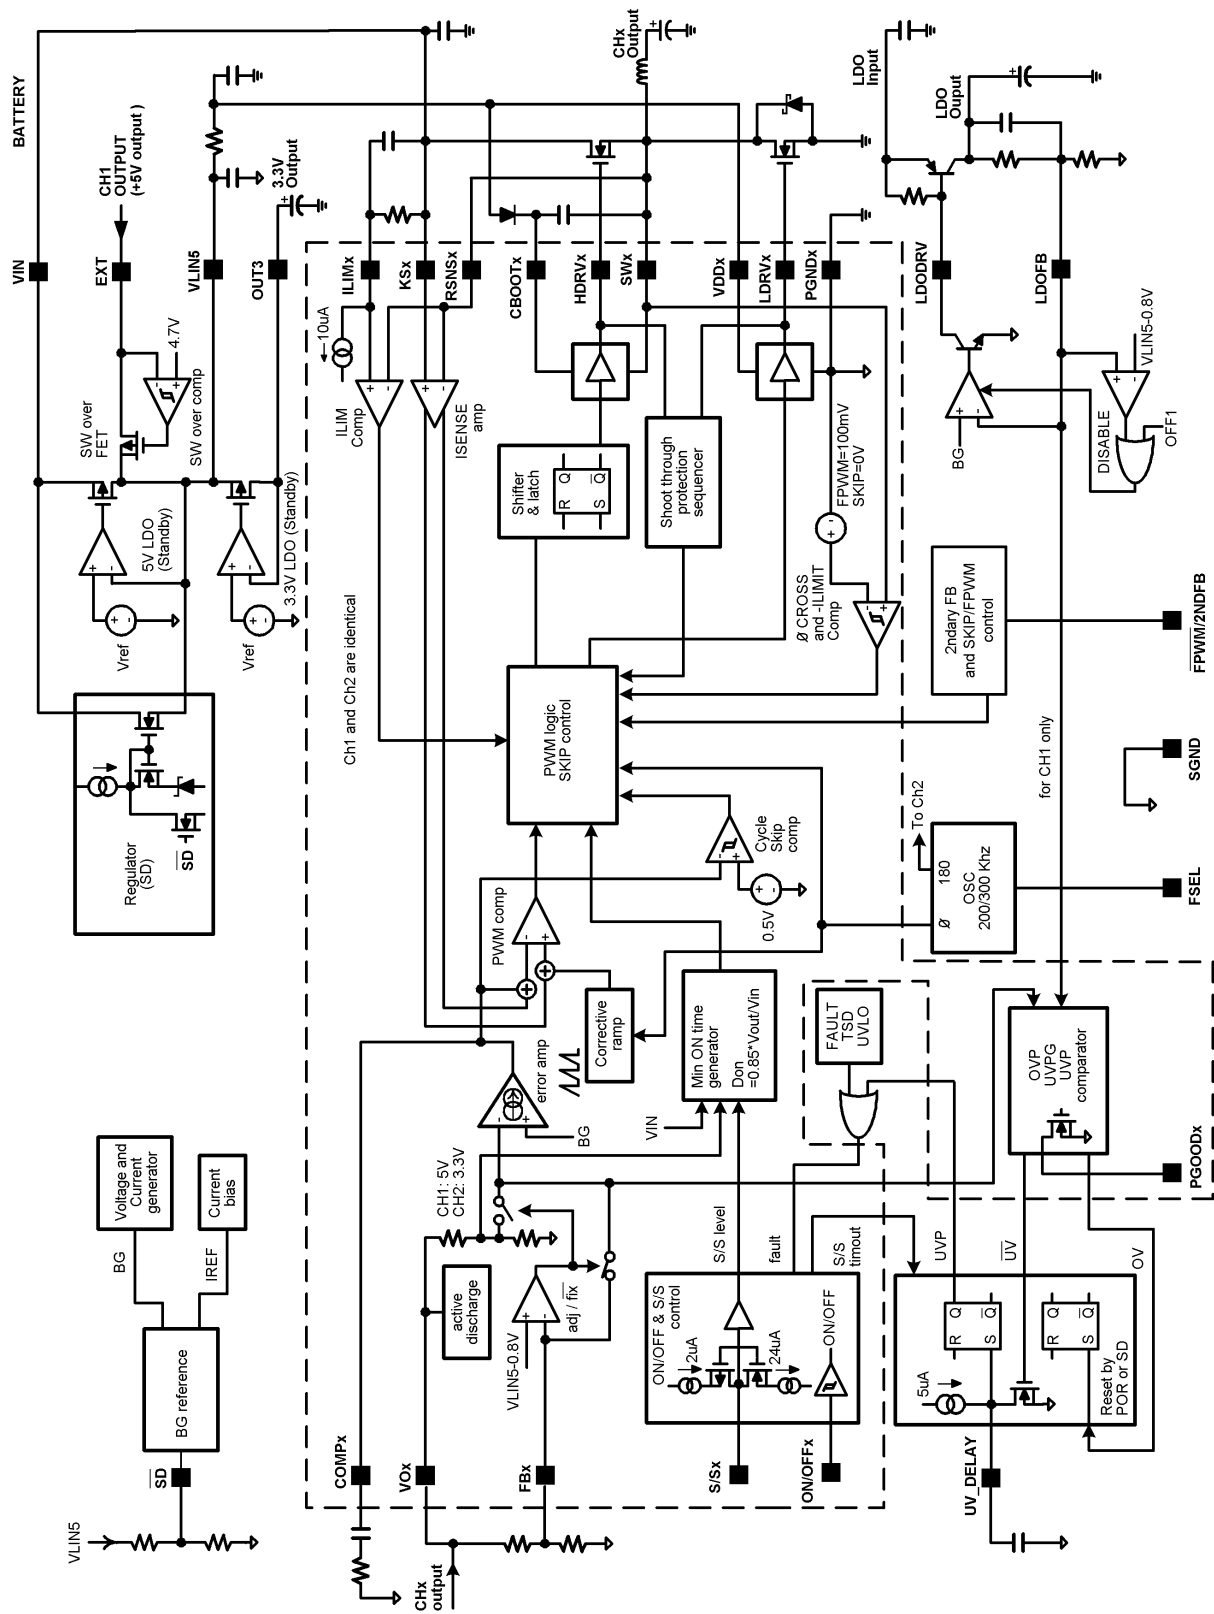 BATTERY
CH1
OUTPUT
(+5V output )
3.3V
Output
CHx
Output
LDO
Input
LDO
Ouput
VIN
EXT
VLIN5
OUT3
ILIMx
KSx
RSNSx
CBOOTx
HDRVx
SWx
VDDx
LDRVx
PGNDx
LDODRV
LDOFB
4.7V
SW over comp
SW over
FET
5V LDO
(Standby)
3.3V LDO (Standby)
Vref
Vref
Regulator
(SD)
SD
10uA
ILIM
Comp
ISENSE
amp
Shifter
& latch
R
Q
S
Q
Shoot through
protection
sequencer
FPWM=100mV
SKIP=0V
Ø CROSS
and -ILIMIT
Comp
BG
DISABLE
VLIN5-0.8V
OFF1
Ch1 and Ch2 are identical
PWM logic
SKIP control
2ndary FB
and SKIP/FPWM
control
FPWM/2NDFB
for CH1 only
SGND
To Ch2
Ø
180
OSC
200/300 Khz
FSEL
Cycle
Skip
comp
0.5V
PWM comp
error amp
BG
Corrective
ramp
Min ON time
generator
Don
=0.85*Vout/Vin
VIN
FAULT
TSD
UVLO
OVP
UVPG
UVP
comparator
PGOODx
Voltage and
Current
generator
Current
bias
BG
IREF
BG reference
SD
VLIN5
CH1: 5V
CH2: 3.3V
active
discharge
adj / fix
VLIN5-0.8V
S/S level
fault
S/S
timout
ON/OFF & S/S
control
2uA
24uA
ON/OFF
UVP
UV
OV
R
Q
S
Q
R
Q
S
Q
5uA
Reset by
POR or SD
COMPx
VOx
FBx
S/Sx
ON/OFFx
UV_DELAY
CHx
output